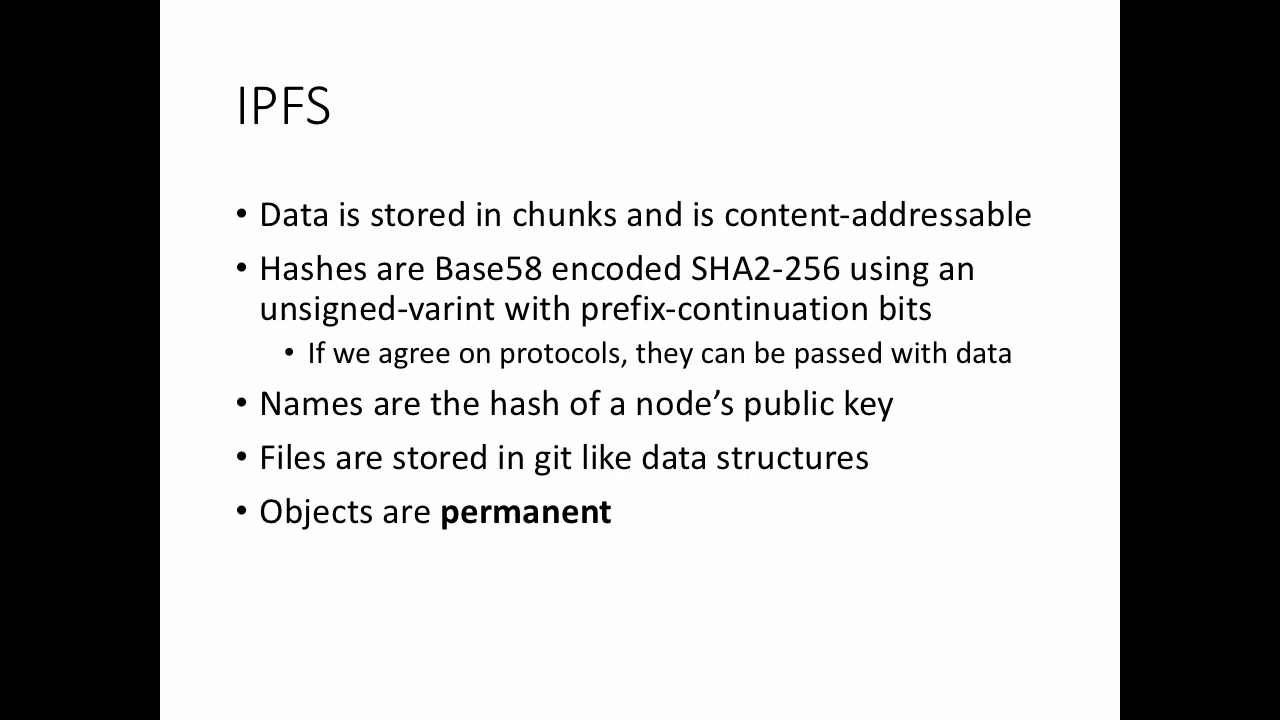 IPFS
• Data is stored in chunks and is content-addressable
• Hashes are Base58 encoded SHA2-256 using an
unsigned-varint with prefix-continuation bits
• If we agree on protocols, they can be passed with data
• Names are the hash of a node’s public key
• Files are stored in git like data structures
• Objects are permanent